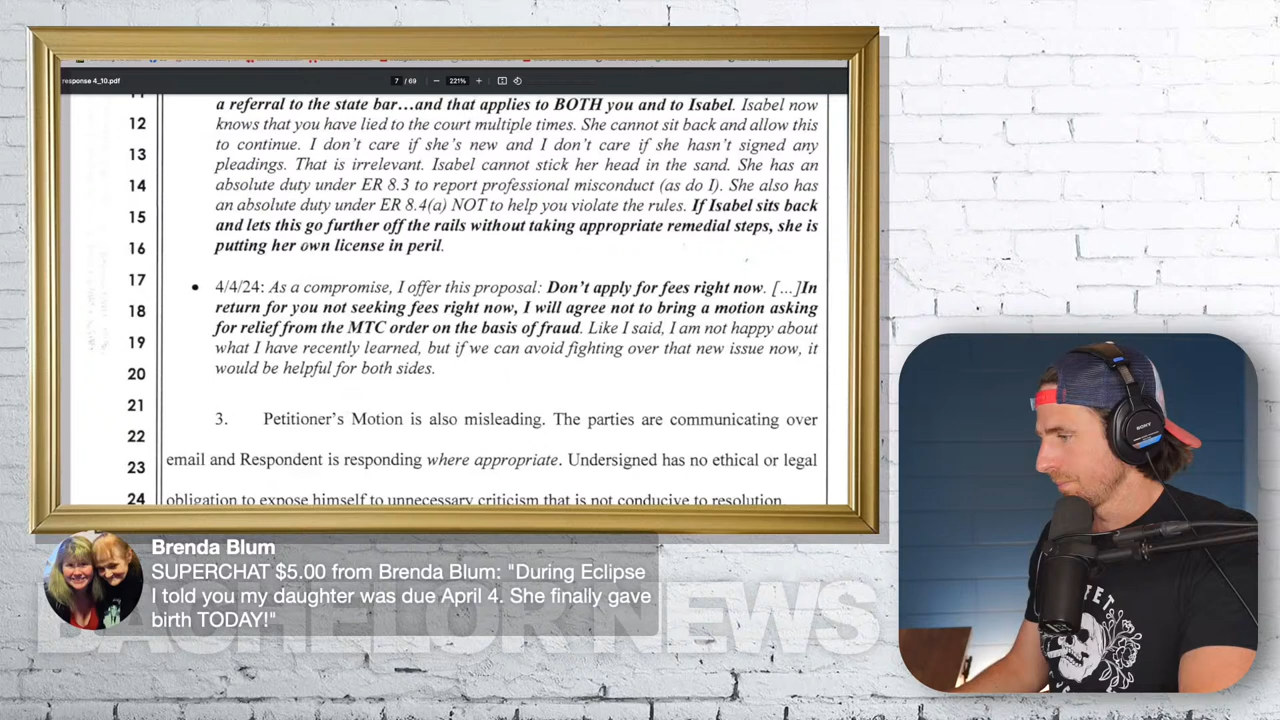 response 4_10.pdf
7 / 69
221%
a referral to the state bar…and that applies to BOTH you and to Isabel. Isabel now
12 knows that you have lied to the court multiple times. She cannot sit back and allow this
to continue. I don't care if she's new and I don't care if she hasn't signed any
13 pleadings. That is irrelevant. Isabel cannot stick her head in the sand. She has an
14 absolute duty under ER 8.3 to report professional misconduct (as do I). She also has
an absolute duty under ER 8.4(a) NOT to help you violate the rules. If Isabel sits back
15 and lets this go further off the rails without taking appropriate remedial steps, she is
16 putting her own license in peril.
17 • 4/4/24: As a compromise, I offer this proposal: Don't apply for fees right now. […]In
18 return for you not seeking fees right now, I will agree not to bring a motion asking
for relief from the MTC order on the basis of fraud. Like I said, I am not happy about
19 what I have recently learned, but if we can avoid fighting over that new issue now, it
20 would be helpful for both sides.
21 3. Petitioner's Motion is also misleading. The parties are communicating over
22
23 email and Respondent is responding where appropriate. Undersigned has no ethical or legal
24 obligation to expose himself to unnecessary criticism that is not conducive to resolution.
Brenda Blum
SUPERCHAT $5.00 from Brenda Blum: "During Eclipse
I told you my daughter was due April 4. She finally gave
birth TODAY!"
BACHELOR NEWS
SONY